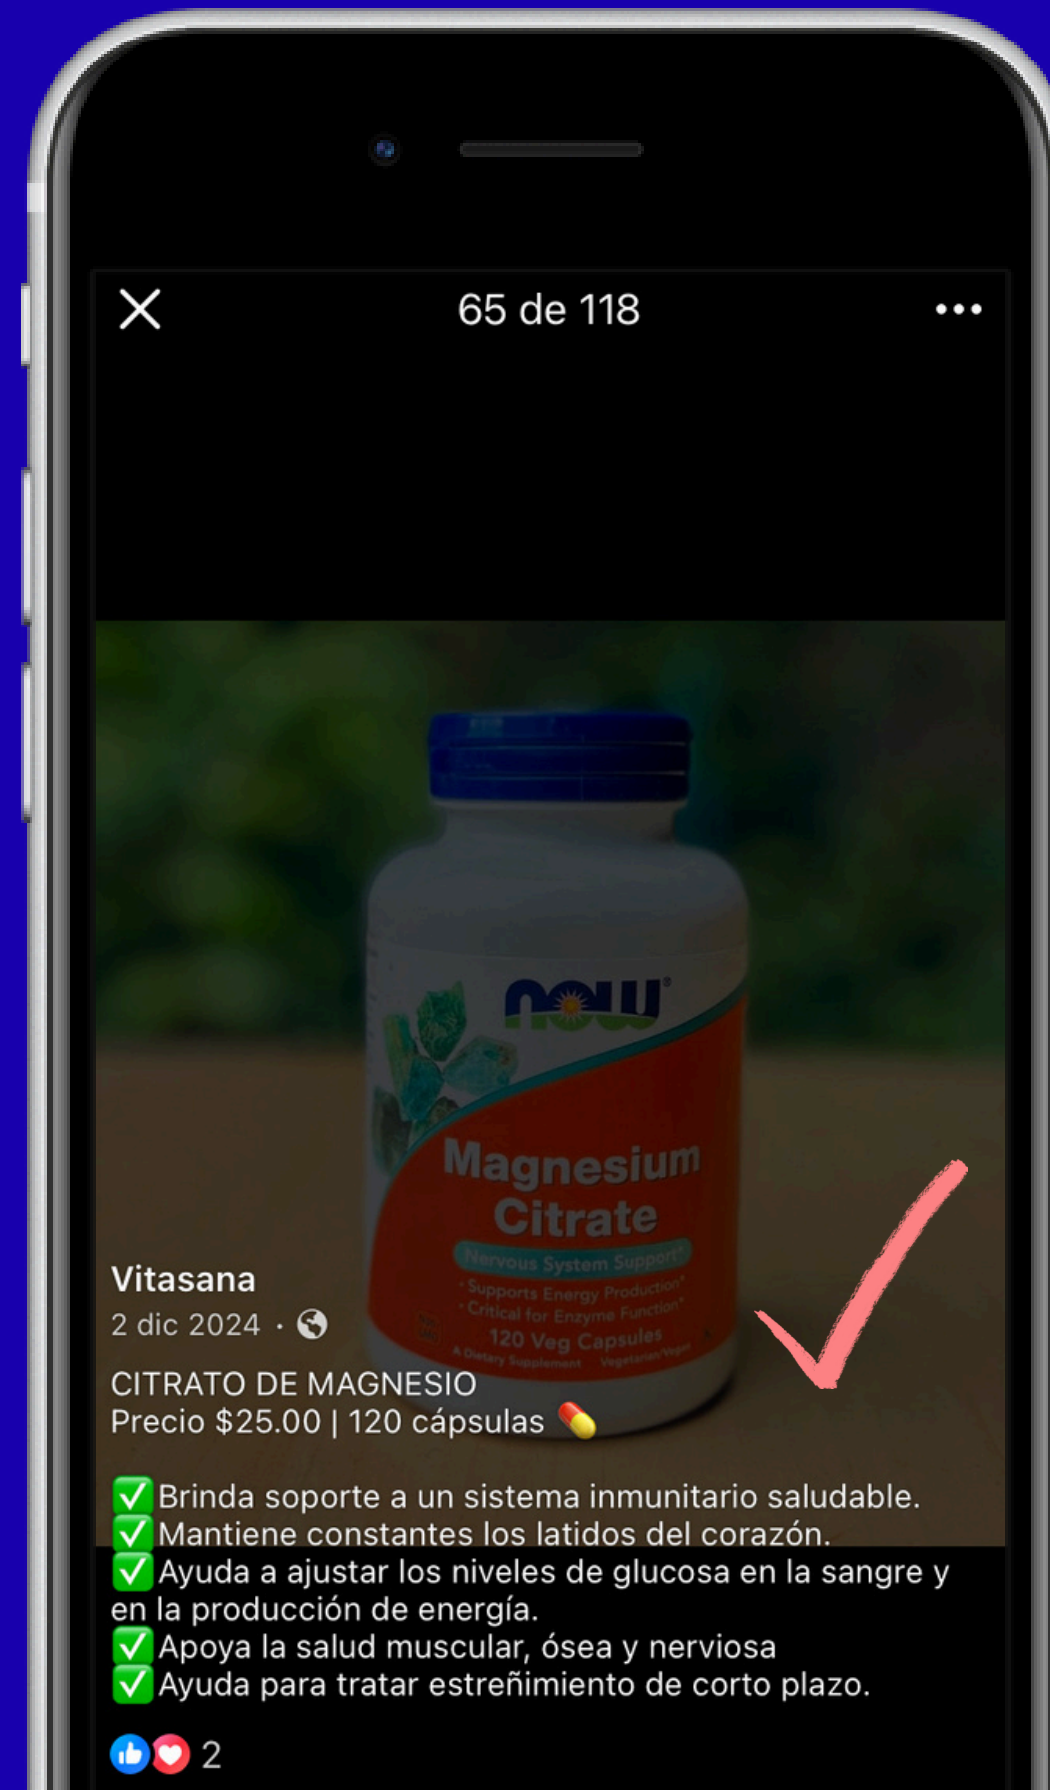 65 de 118
now®
Magnesium
Citrate
Nervous System Support*
• Supports Energy Production*
• Critical for Enzyme Function*
120 Veg Capsules
A Dietary Supplement Vegetarian/Vegan
Vitasana
2 dic 2024 ·
CITRATO DE MAGNESIO
Precio $25.00 | 120 cápsulas 💊
✅Brinda soporte a un sistema inmunitario saludable.
✅Mantiene constantes los latidos del corazón.
✅Ayuda a ajustar los niveles de glucosa en la sangre y
en la producción de energía.
✅Apoya la salud muscular, ósea y nerviosa
✅Ayuda para tratar estreñimiento de corto plazo.
2